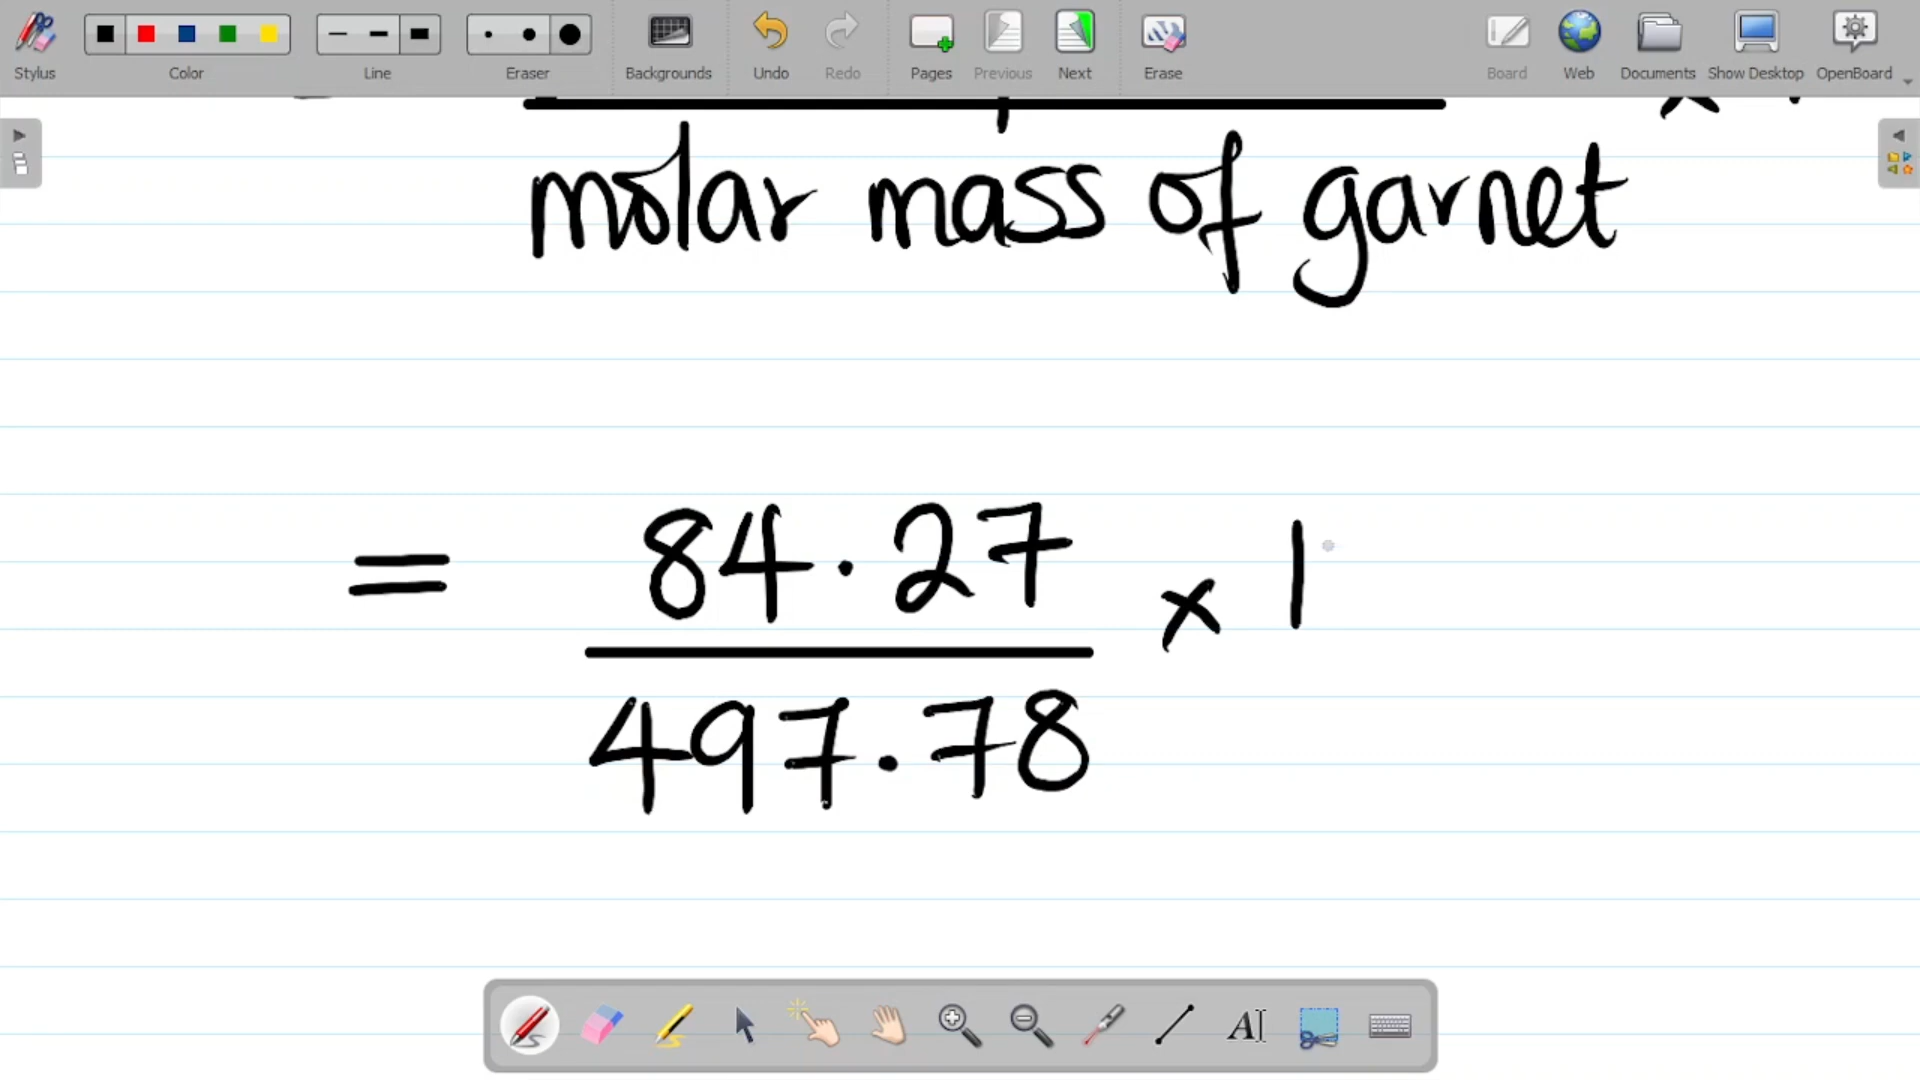 Stylus Color Line Eraser Backgrounds Undo Redo Pages Previous Next Erase Board Web Documents Show Desktop OpenBoard
molar mass of garnet
= 84.27 × 1
497.78